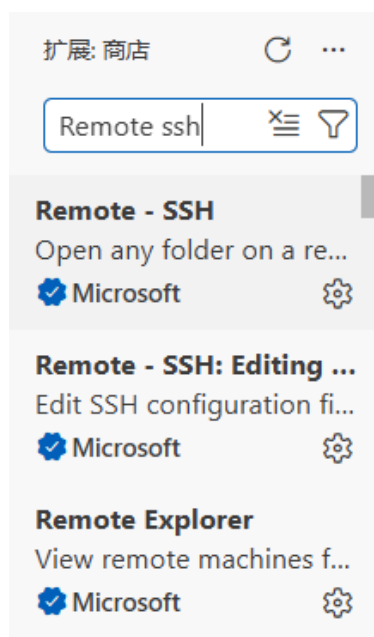 扩展: 商店
Remote ssh
Remote - SSH
Open any folder on a re...
Microsoft
Remote - SSH: Editing ...
Edit SSH configuration fi...
Microsoft
Remote Explorer
View remote machines f...
Microsoft